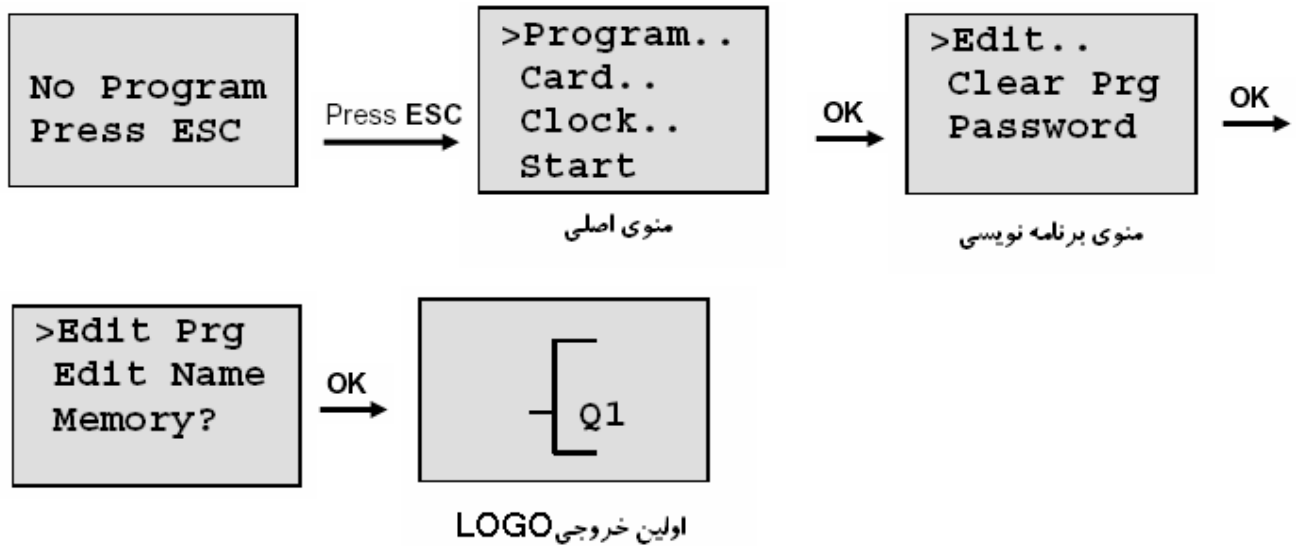 No Program
Press ESC
Press ESC
>Program..
Card..
Clock..
Start
منوی اصلی
OK
>Edit..
Clear Prg
Password
منوی برنامه نویسی
OK
>Edit Prg
Edit Name
Memory?
OK
Q1
اولین خروجی LOGO